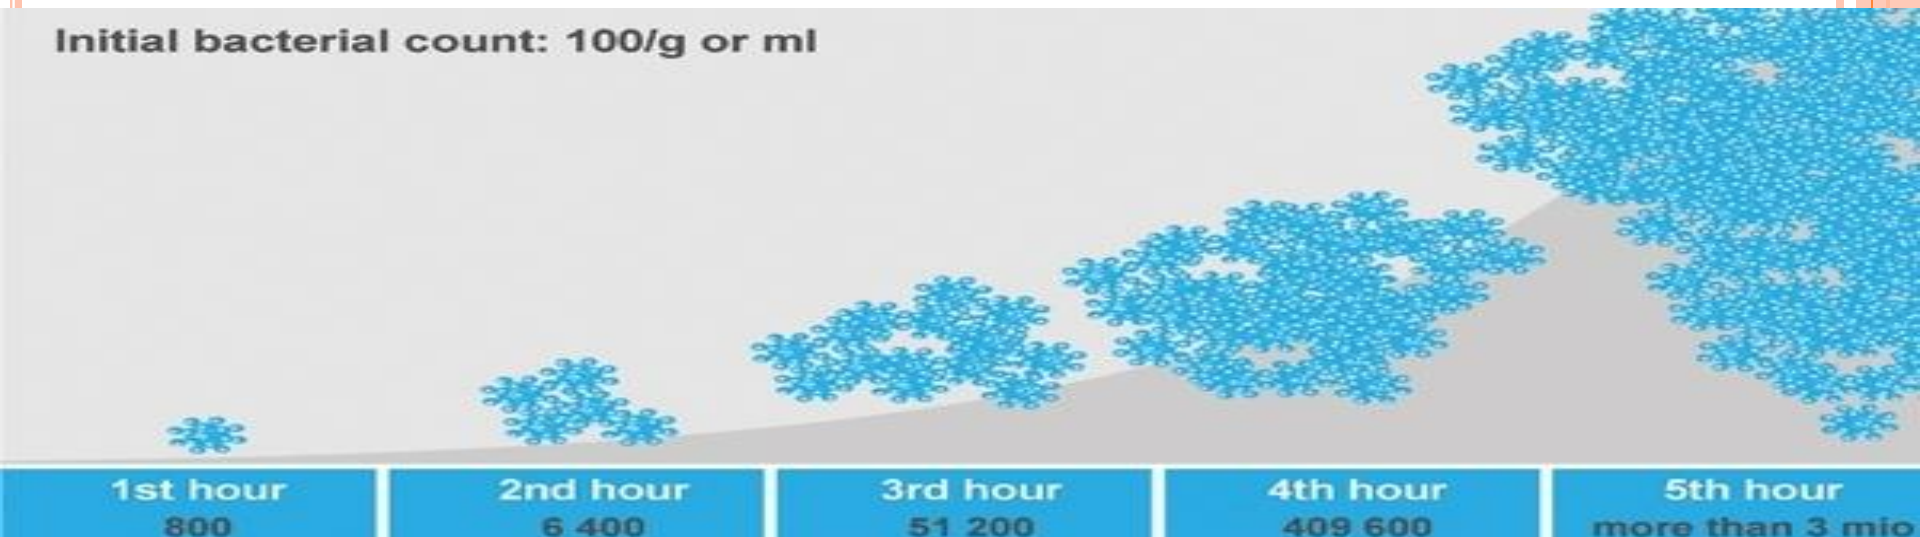 Initial bacterial count: 100/g or ml
1st hour
800
2nd hour
6 400
3rd hour
51 200
4th hour
409 600
5th hour
more than 3 mio